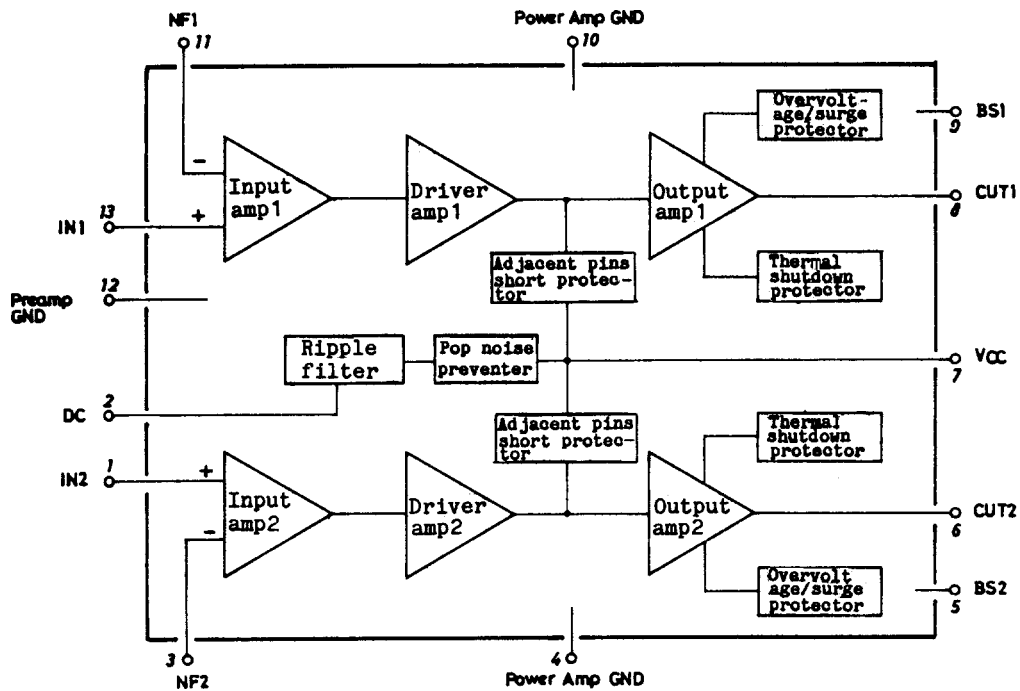 NF1
11
Power Amp GND
10
Overvolt-
age/surge
protector
BS1
9
-
Input
amp1
+
Driver
amp1
Output
amp1
CUT1
8
13
IN1
Adjacent pins
short protec-
tor
Thermal
shutdown
protector
12
Preamp
GND
Ripple
filter
Pop noise
preventer
VCC
7
2
DC
Adjacent pins
short protec-
tor
Thermal
shutdown
protector
1
IN2
+
Input
amp2
-
Driver
amp2
Output
amp2
CUT2
6
Overvolt
age/surge
protector
BS2
5
3
NF2
4
Power Amp GND